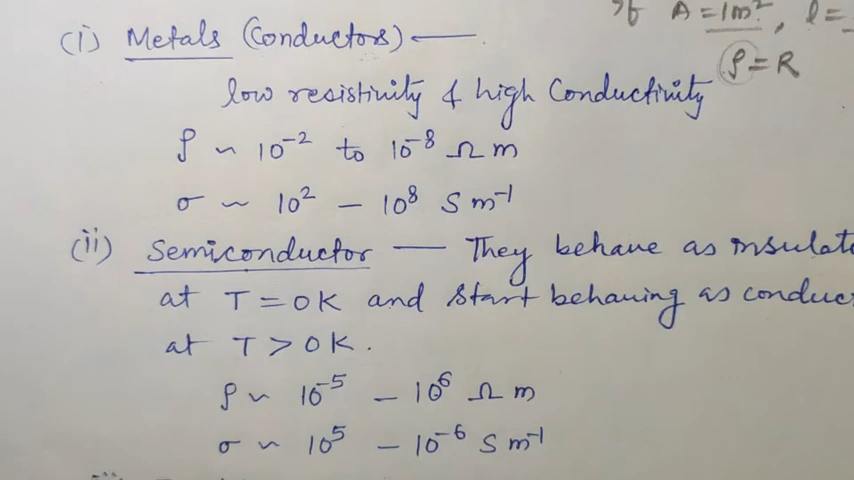 If A = 1m², l =
ρ = R
(i) Metals (Conductors) —
low resistivity & high Conductivity
ρ ~ 10⁻² to 10⁻⁸ Ω m
σ ~ 10² – 10⁸ S m⁻¹
(ii) Semiconductor — They behave as insulat
at T = 0K and start behaving as conduc
at T > 0K.
ρ ~ 10⁻⁵ – 10⁶ Ω m
σ ~ 10⁵ – 10⁻⁶ S m⁻¹